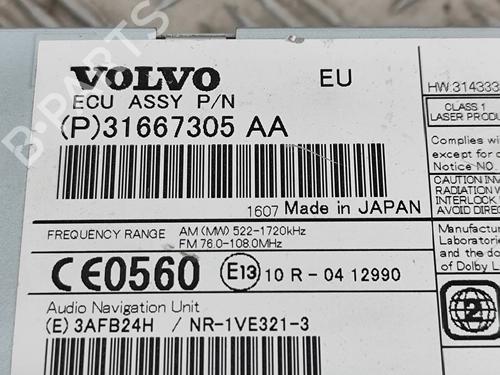 VOLVO EU
ECU ASSY P/N
(P)31667305 AA
1607 Made in JAPAN
FREQUENCY RANGE AM (MW) 522-1720kHz
FM 76.0-108.0MHz
CE0560 E13 10 R - 04 12990
Audio Navigation Unit
(E) 3AFB24H / NR-1VE321-3
HW:314333
CLASS 1
LASER PRODU
Complies wi
except for d
Notice NO
CAUTION INV
RADIATION W
INTERLOCK
AVOID DIREC
Manufactur
Laboratorie
and the do
of Dolby L
2
B-PARTS